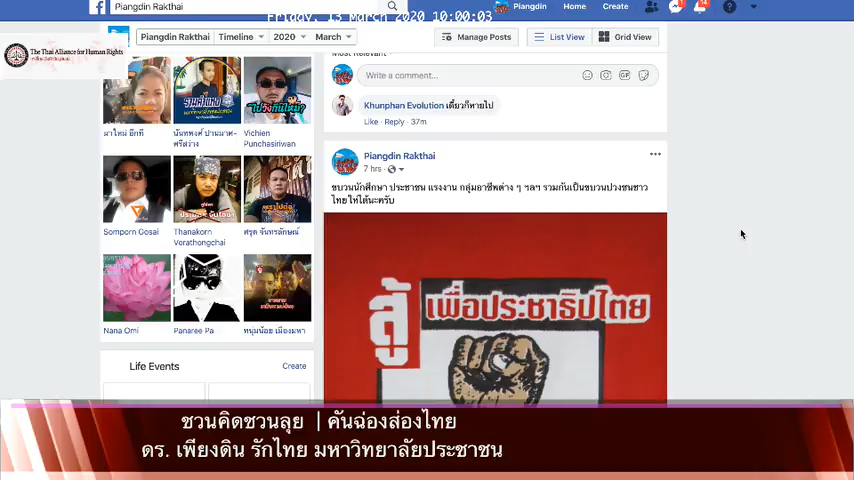 Piangdin Rakthai
Friday, 13 March 2020 10:00:03
Piangdin
Home
Create
The Thai Alliance for Human Rights
Piangdin Rakthai
Timeline
2020
March
Manage Posts
List View
Grid View
Most Relevant
Write a comment...
Khunphan Evolution เดี๋ยวก็หายไป
Like · Reply · 37m
มาใหม่ อีกที
นันทพงศ์ ปานมาศ-ศรีสว่าง
Vichien Punchasiriwan
Piangdin Rakthai
7 hrs ·
ขบวนนักศึกษา ประชาชน แรงงาน กลุ่มอาชีพต่าง ๆ ฯลฯ รวมกันเป็นขบวนปวงชนชาว
ไทยให้ได้นะครับ
Somporn Gosai
Thanakorn Vorathongchai
ศรุต จันทรลักษณ์
สู้
เพื่อประชาธิปไตย
Nana Omi
Panaree Pa
หนุ่มน้อย เมืองมหา
Life Events
Create
ชวนคิดชวนลุย | คันฉ่องส่องไทย
ดร. เพียงดิน รักไทย มหาวิทยาลัยประชาชน